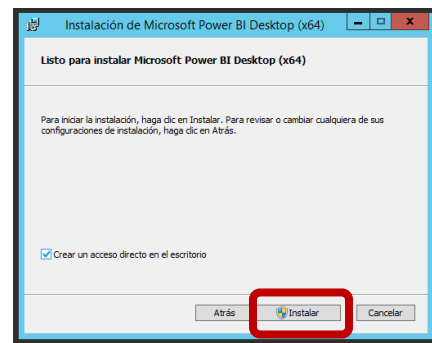 Instalación de Microsoft Power BI Desktop (x64)
Listo para instalar Microsoft Power BI Desktop (x64)
Para iniciar la instalación, haga clic en Instalar. Para revisar o cambiar cualquiera de sus
configuraciones de instalación, haga clic en Atrás.
Crear un acceso directo en el escritorio
Atrás Instalar Cancelar